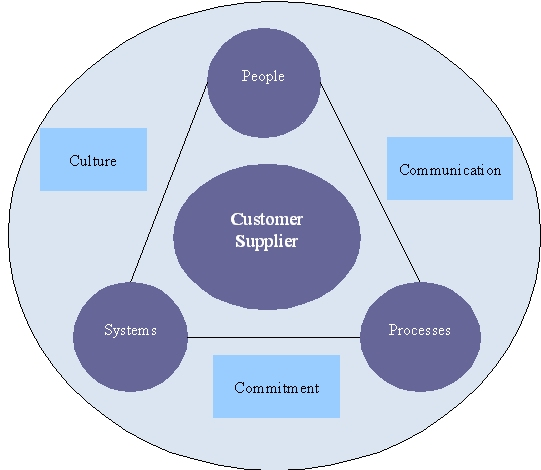 People
Culture
Communication
Customer
Supplier
Systems
Processes
Commitment